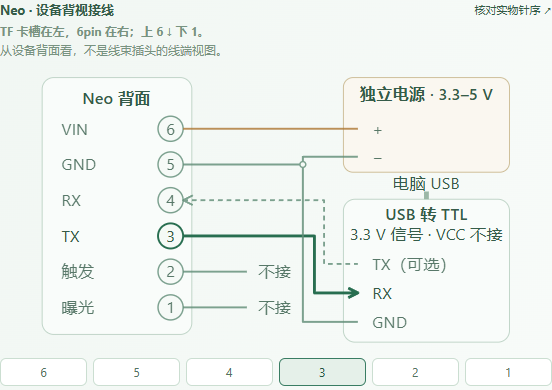 Neo · 设备背视接线
核对实物针序 ↗
TF 卡槽在左，6pin 在右；上 6 ↓ 下 1。
从设备背面看，不是线束插头的线端视图。
Neo 背面
VIN 6
GND 5
RX 4
TX 3
触发 2 不接
曝光 1 不接
独立电源 · 3.3–5 V
+
−
电脑 USB
USB 转 TTL
3.3 V 信号 · VCC 不接
TX（可选）
RX
GND
6 5 4 3 2 1